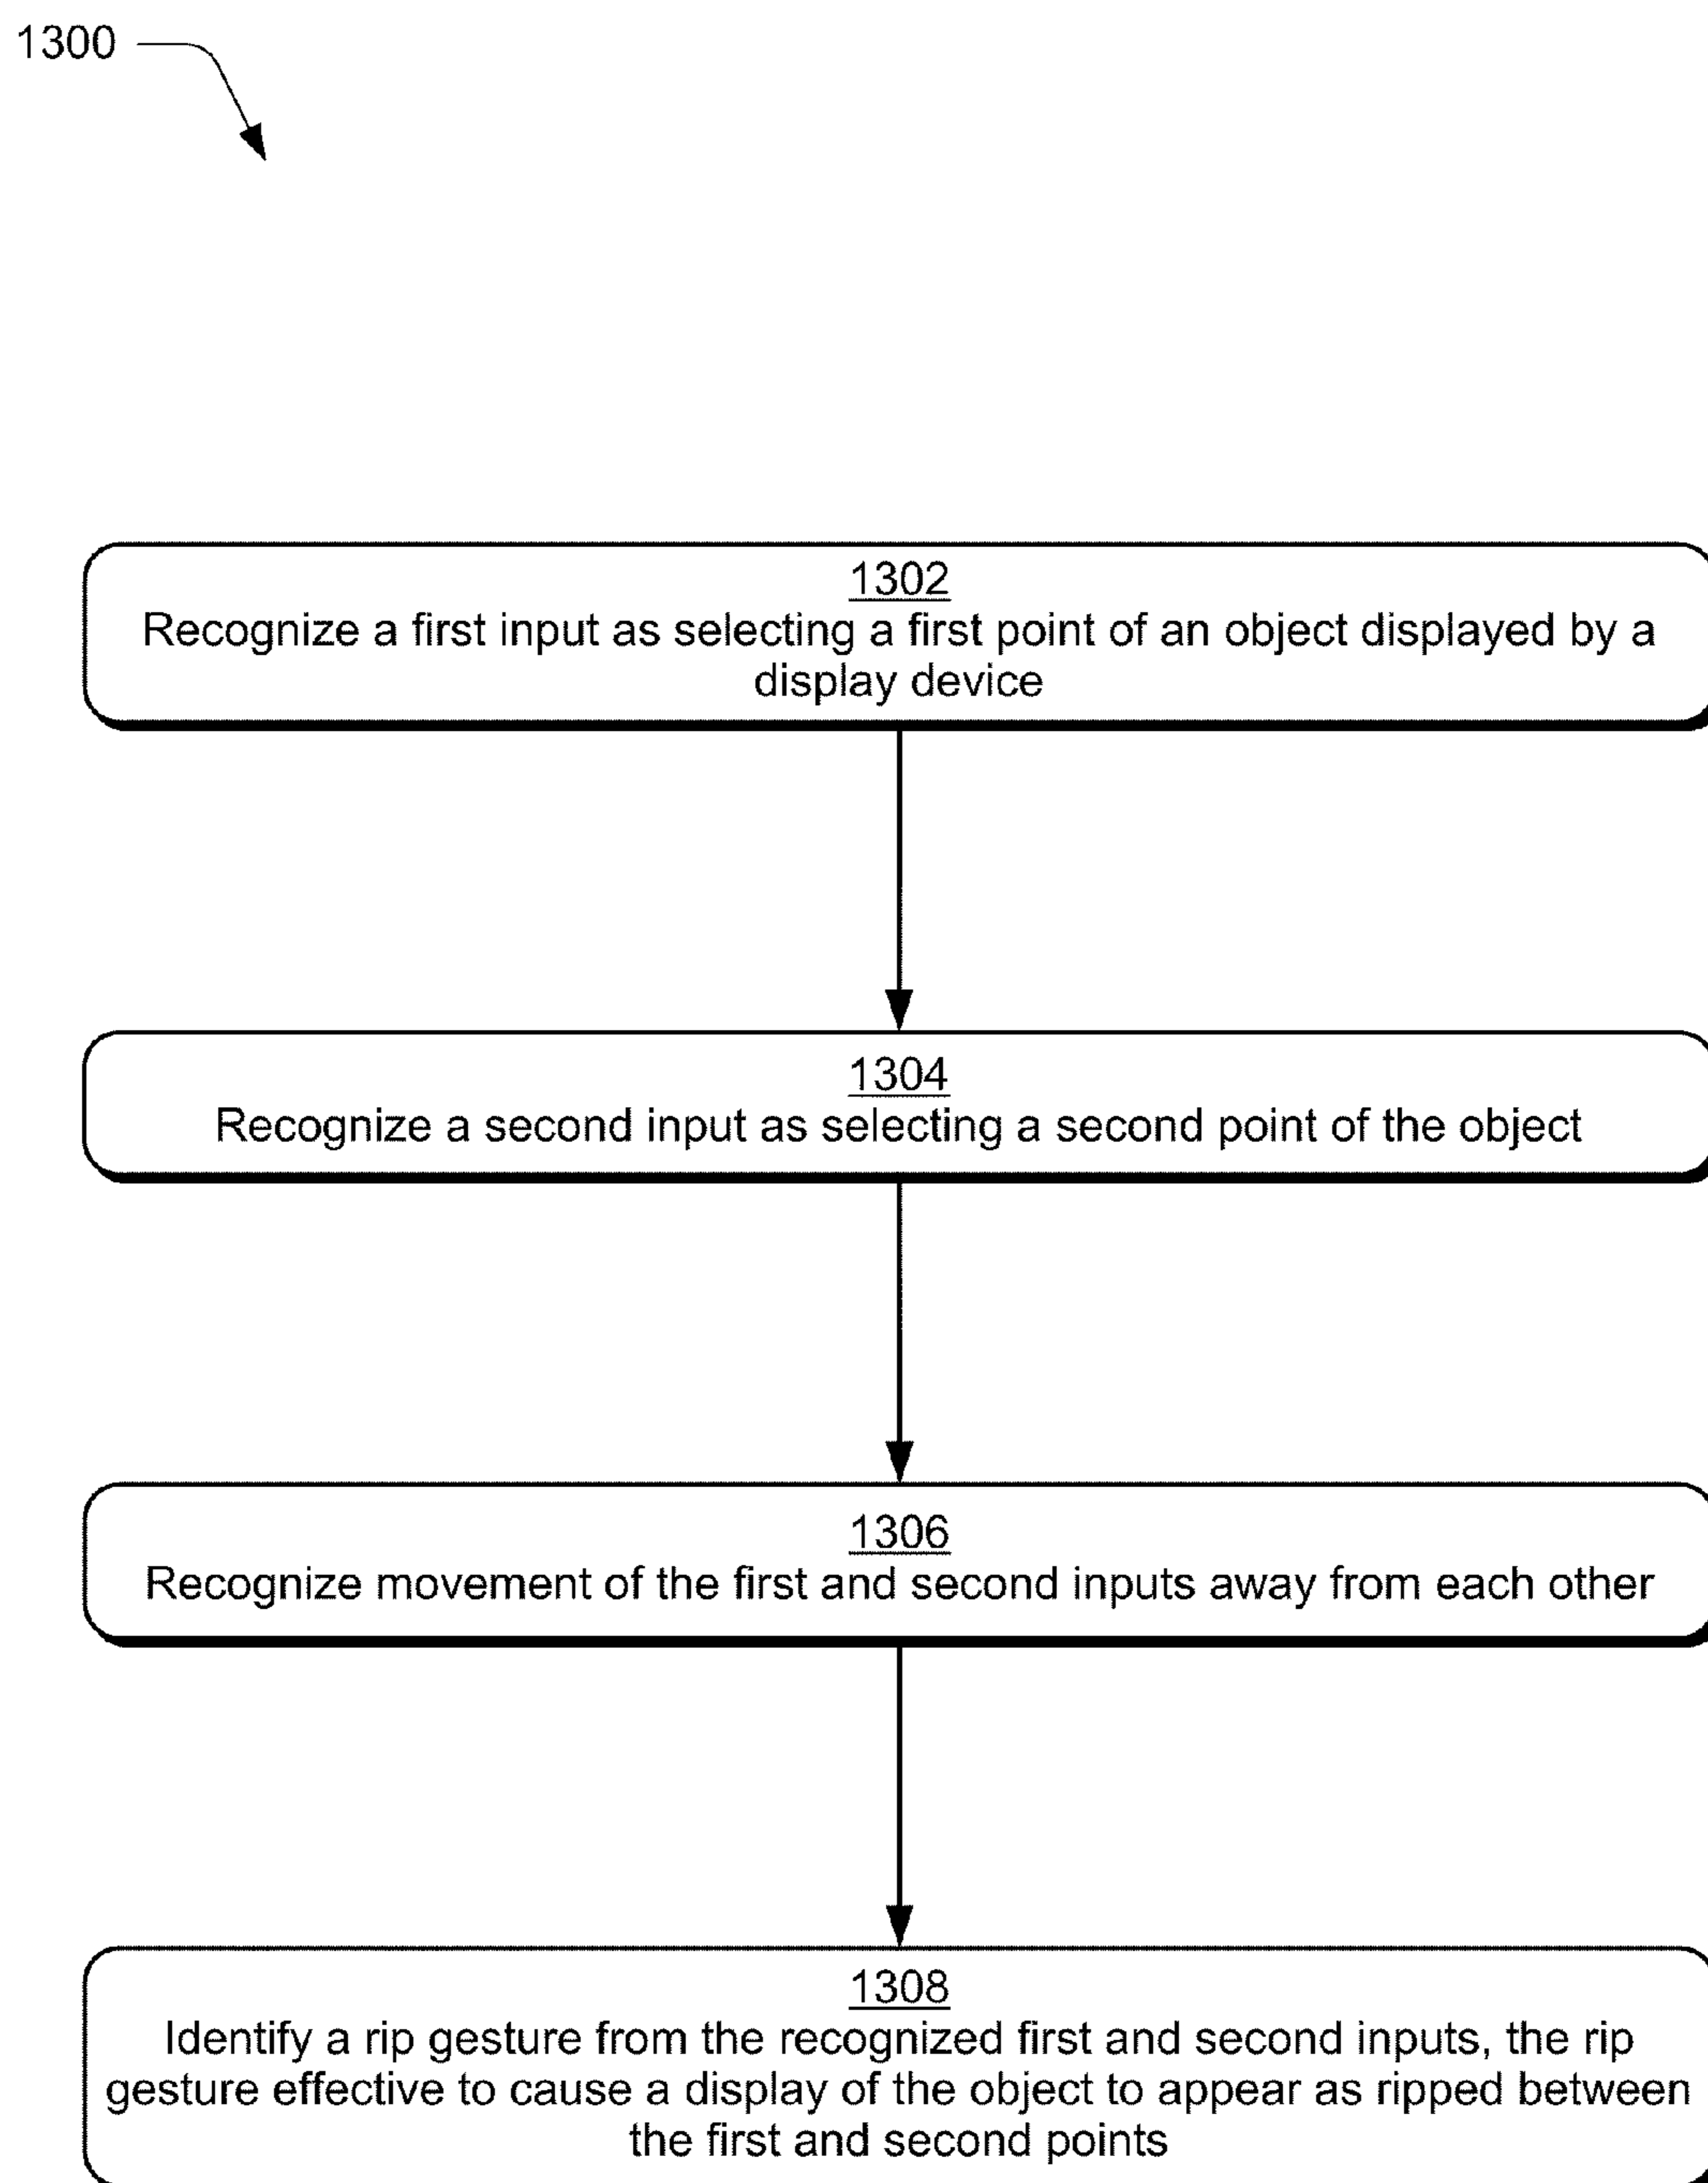 1300
1302
Recognize a first input as selecting a first point of an object displayed by a
display device
1304
Recognize a second input as selecting a second point of the object
1306
Recognize movement of the first and second inputs away from each other
1308
Identify a rip gesture from the recognized first and second inputs, the rip
gesture effective to cause a display of the object to appear as ripped between
the first and second points